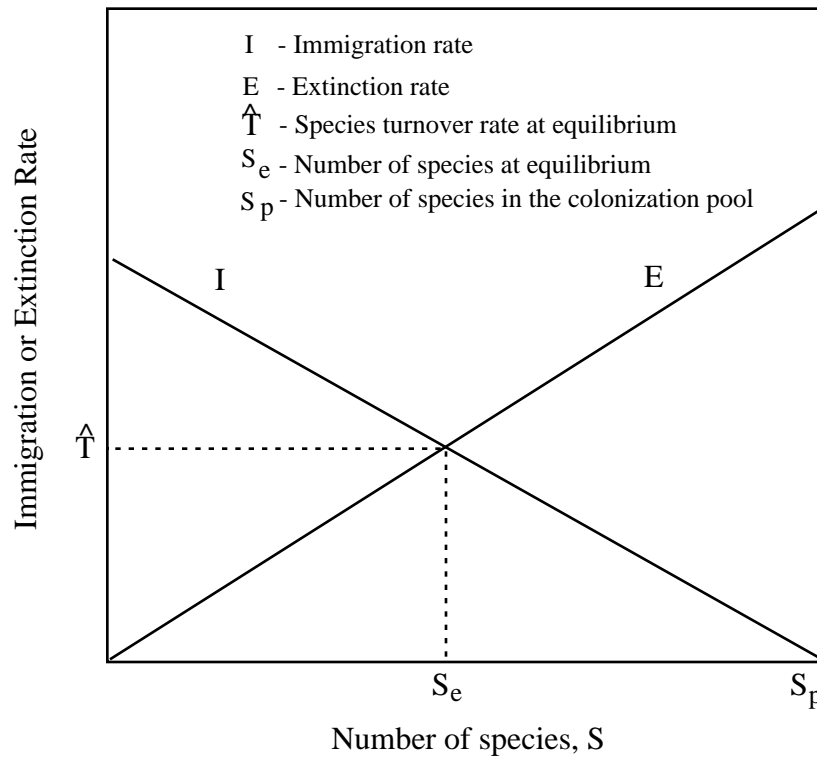 I - Immigration rate
E - Extinction rate
T̂ - Species turnover rate at equilibrium
Se - Number of species at equilibrium
Sp - Number of species in the colonization pool
I
E
Immigration or Extinction Rate
T̂
Se
Sp
Number of species, S